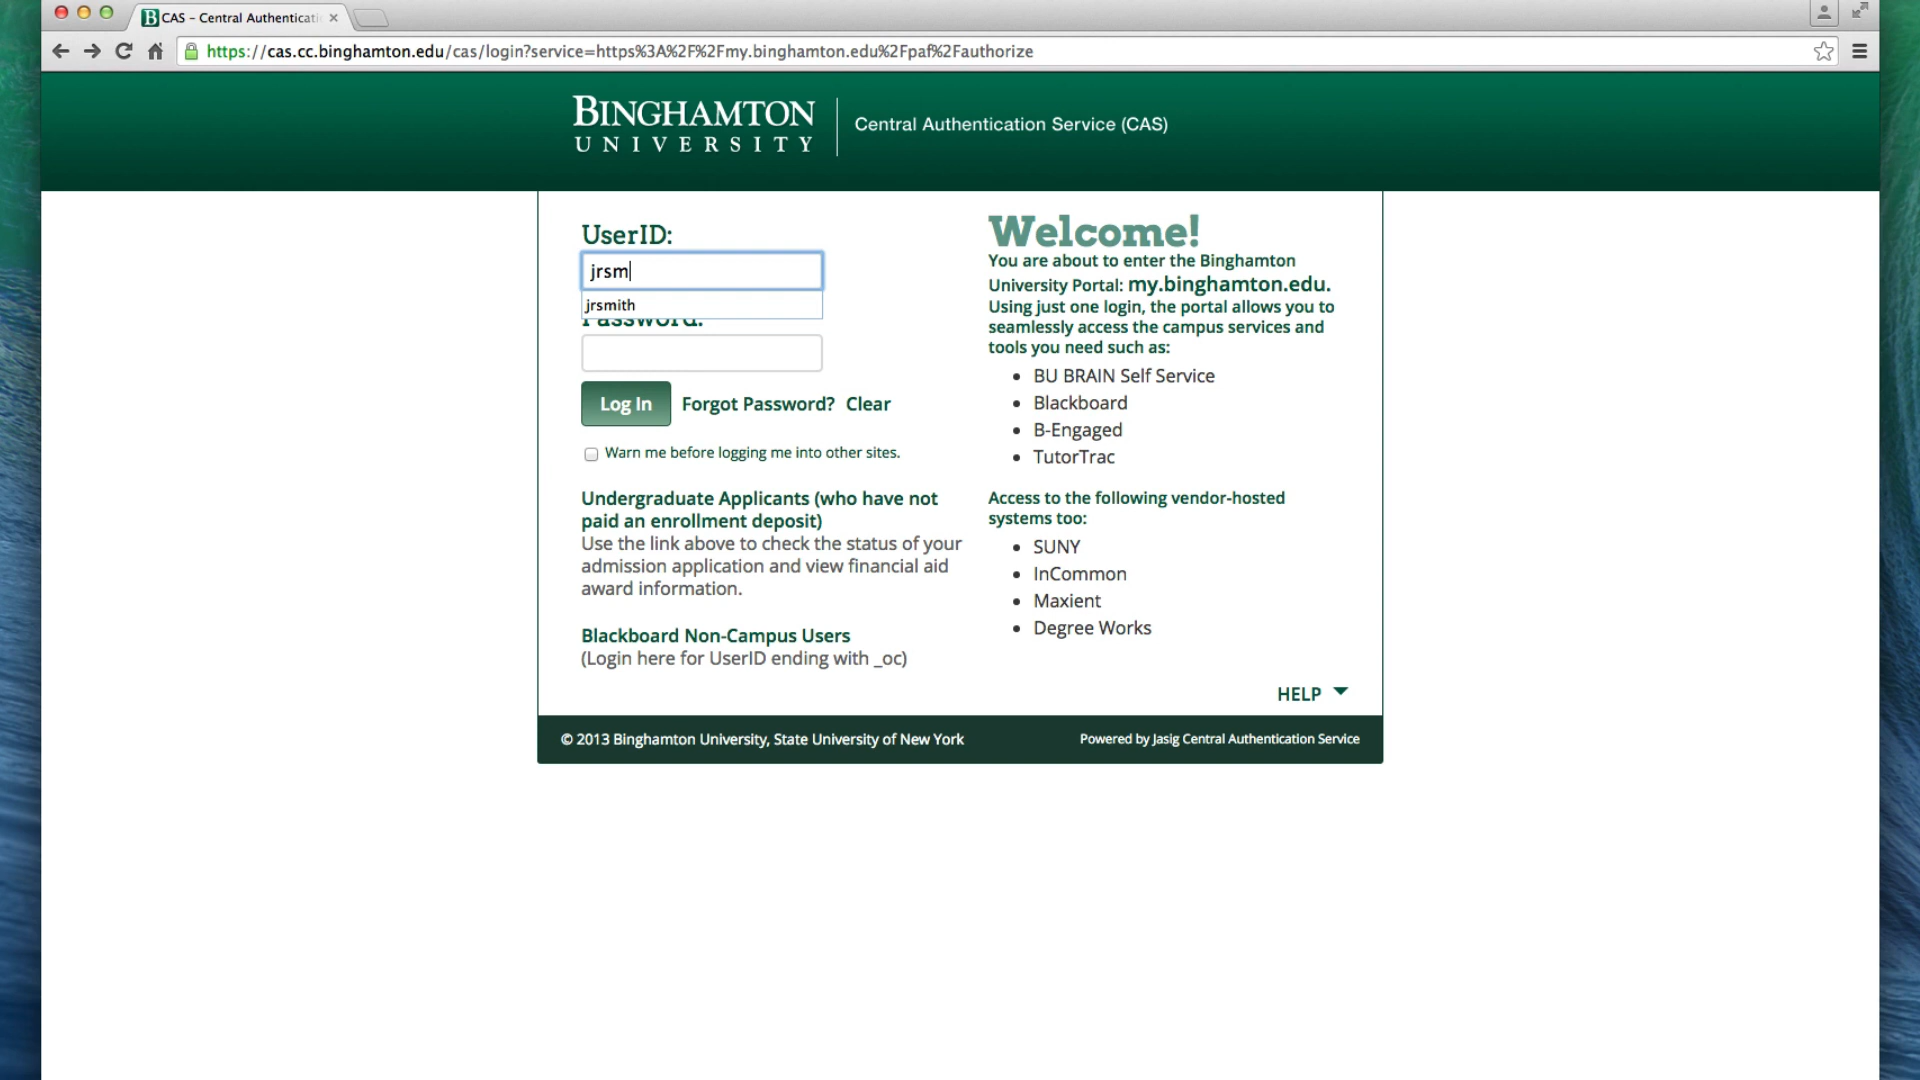 CAS – Central Authenticati
https://cas.cc.binghamton.edu/cas/login?service=https%3A%2F%2Fmy.binghamton.edu%2Fpaf%2Fauthorize
BINGHAMTON
UNIVERSITY
Central Authentication Service (CAS)
UserID:
jrsm
jrsmith
Password:
Log In
Forgot Password?
Clear
Warn me before logging me into other sites.
Undergraduate Applicants (who have not
paid an enrollment deposit)
Use the link above to check the status of your
admission application and view financial aid
award information.
Blackboard Non-Campus Users
(Login here for UserID ending with _oc)
Welcome!
You are about to enter the Binghamton
University Portal: my.binghamton.edu.
Using just one login, the portal allows you to
seamlessly access the campus services and
tools you need such as:
• BU BRAIN Self Service
• Blackboard
• B-Engaged
• TutorTrac
Access to the following vendor-hosted
systems too:
• SUNY
• InCommon
• Maxient
• Degree Works
HELP
© 2013 Binghamton University, State University of New York
Powered by Jasig Central Authentication Service